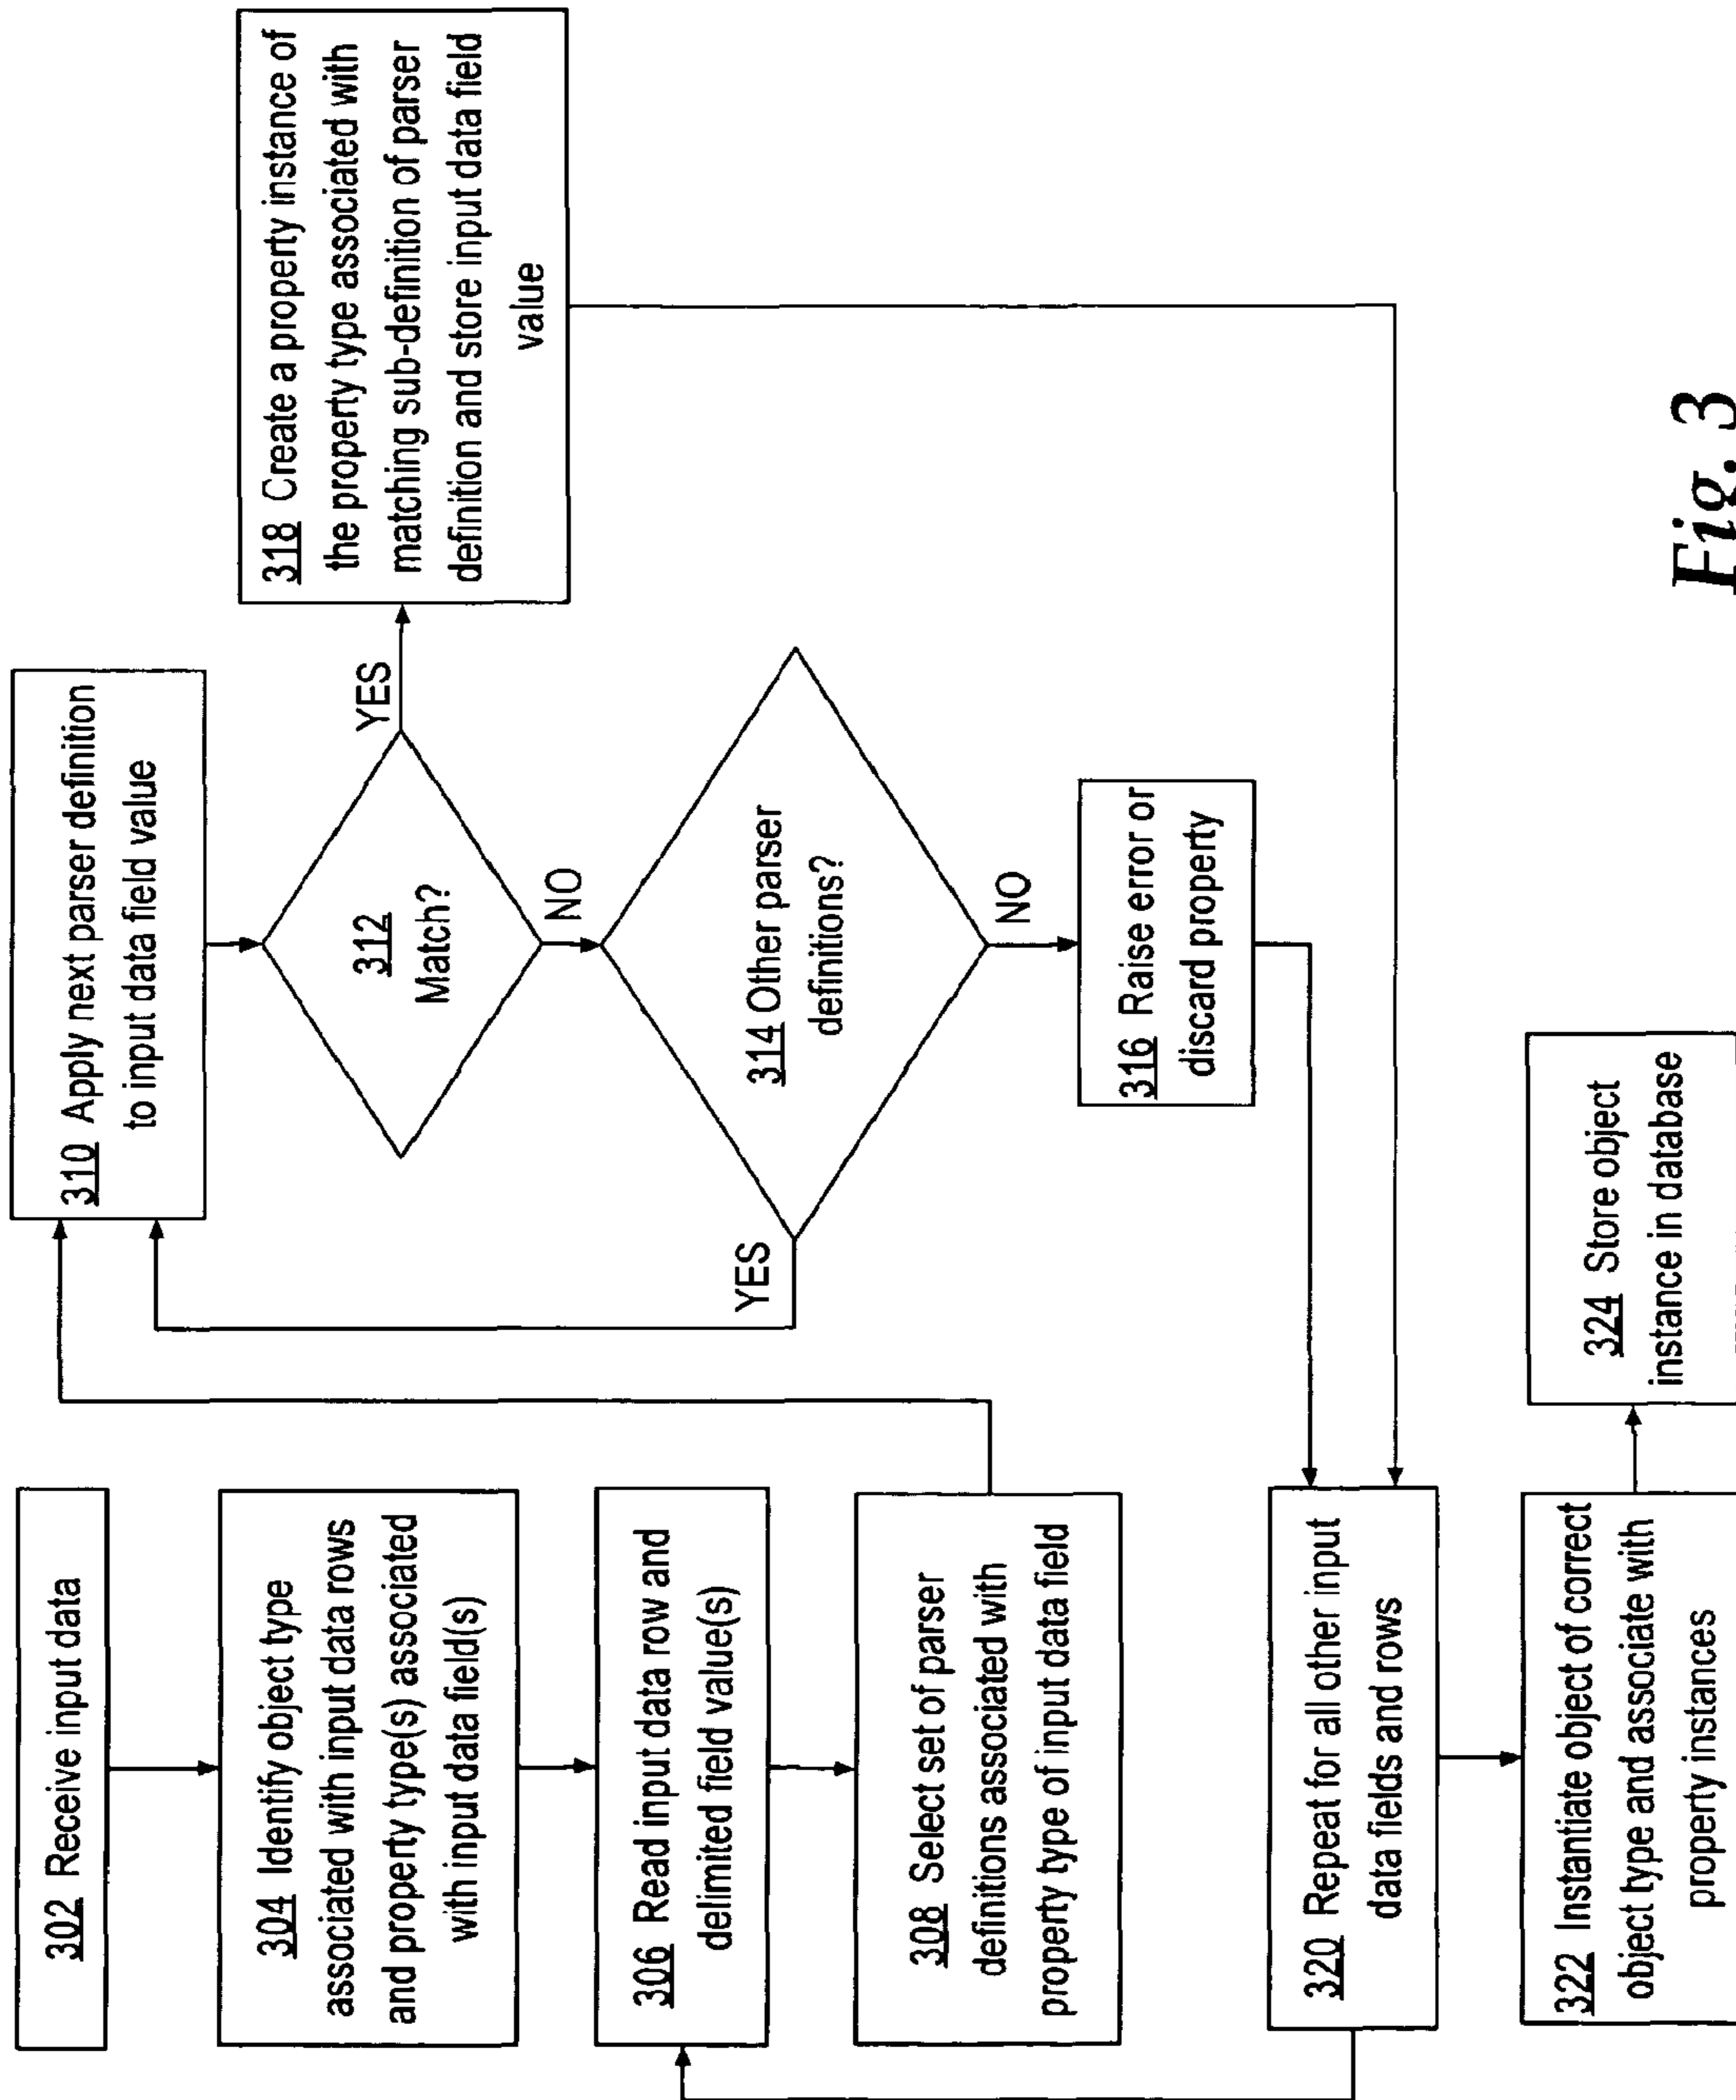 302 Receive input data
304 Identify object type
associated with input data rows
and property type(s) associated
with input data field(s)
306 Read input data row and
delimited field value(s)
308 Select set of parser
definitions associated with
property type of input data field
310 Apply next parser definition
to input data field value
312
Match?
YES
NO
314 Other parser
definitions?
YES
NO
316 Raise error or
discard property
318 Create a property instance of
the property type associated with
matching sub-definition of parser
definition and store input data field
value
320 Repeat for all other input
data fields and rows
322 Instantiate object of correct
object type and associate with
property instances
324 Store object
instance in database
Fig. 3